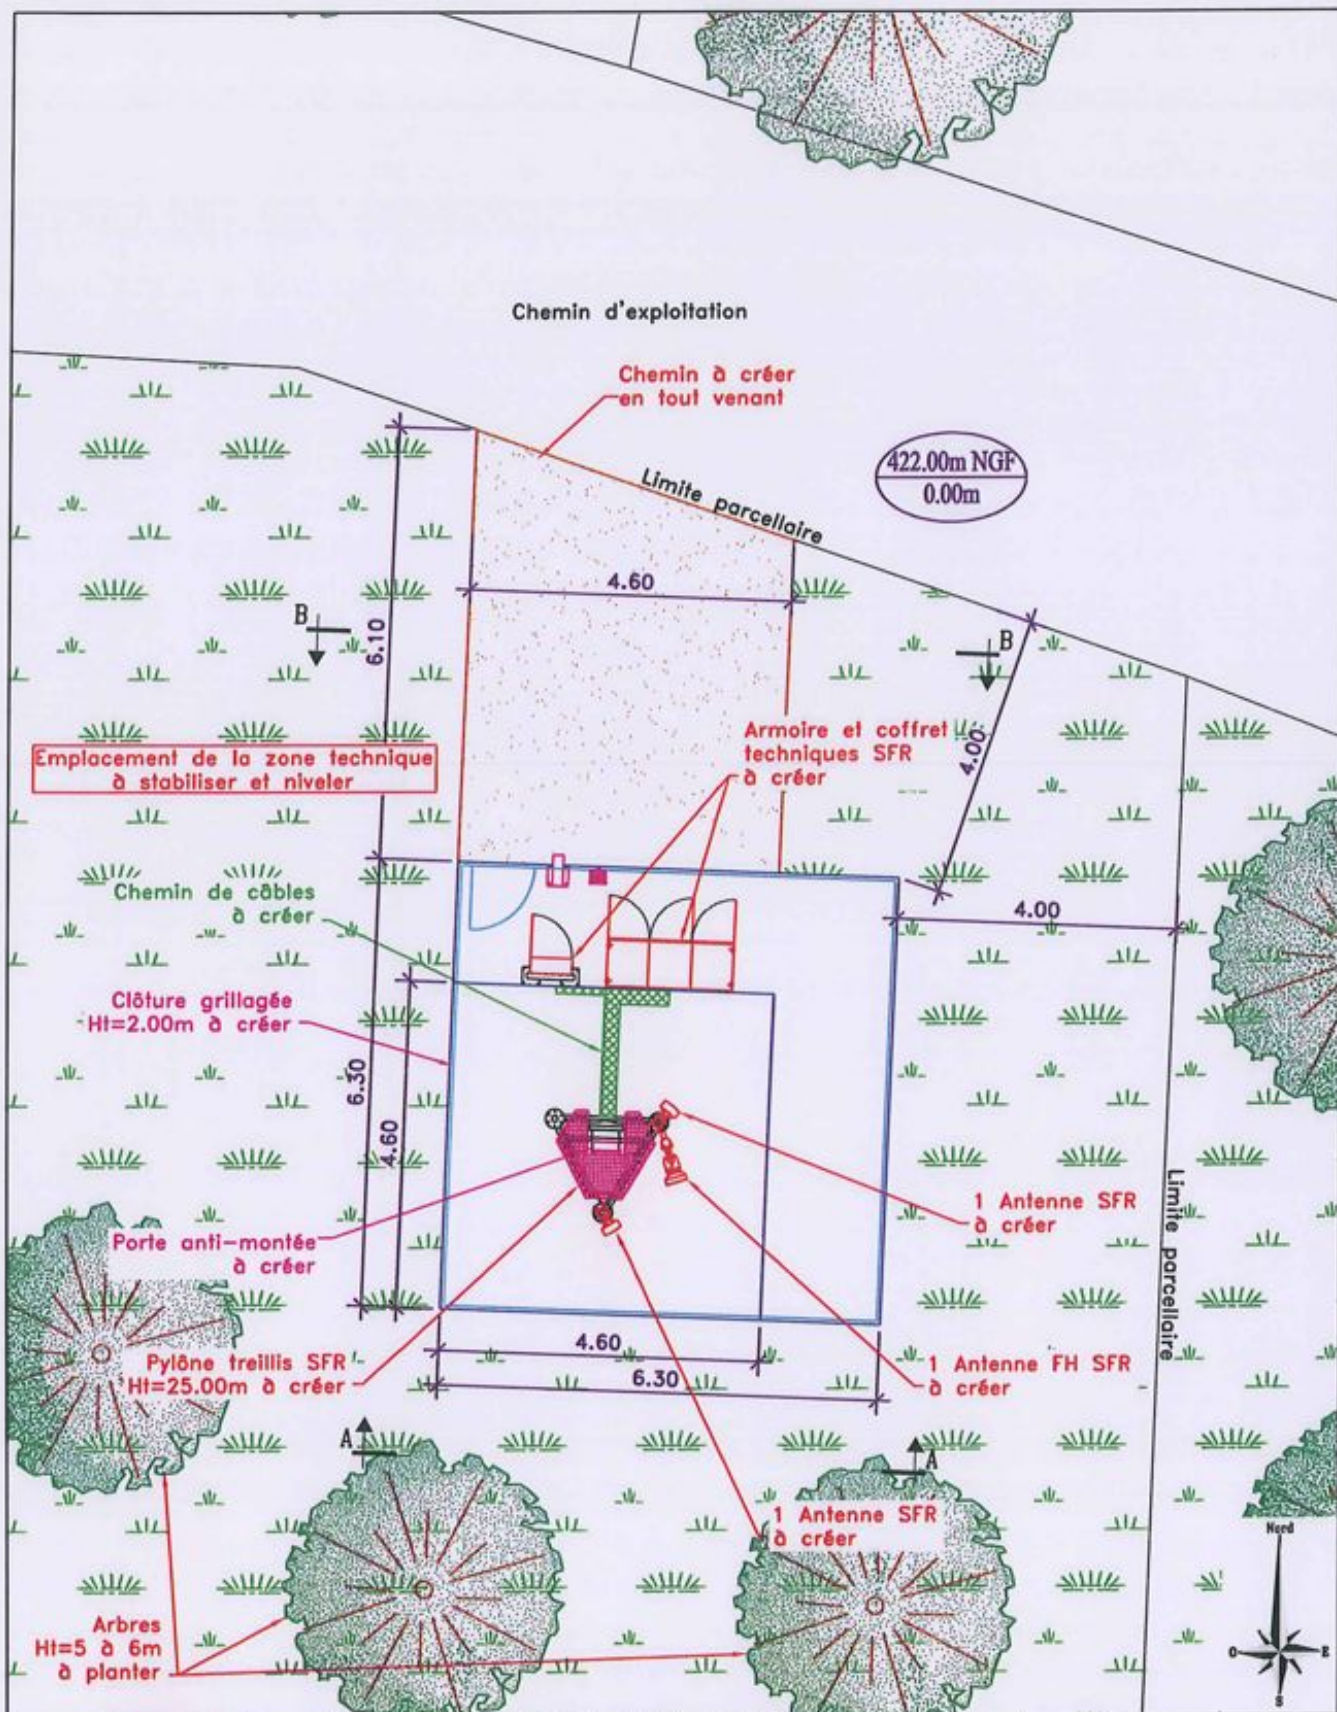 Chemin d'exploitation
Chemin à créer
en tout venant
422.00m NGF
0.00m
Limite parcellaire
4.60
B
B
6.10
Armoire et coffret
techniques SFR
à créer
4.00
Emplacement de la zone technique
à stabiliser et niveler
Chemin de câbles
à créer
4.00
Clôture grillagée
Ht=2.00m à créer
6.30
4.60
1 Antenne SFR
à créer
Limite parcellaire
Porte anti-montée
à créer
4.60
Pylône treillis SFR
Ht=25.00m à créer
6.30
1 Antenne FH SFR
à créer
A
A
1 Antenne SFR
à créer
Nord
Arbres
Ht=5 à 6m
à planter
O
E
S